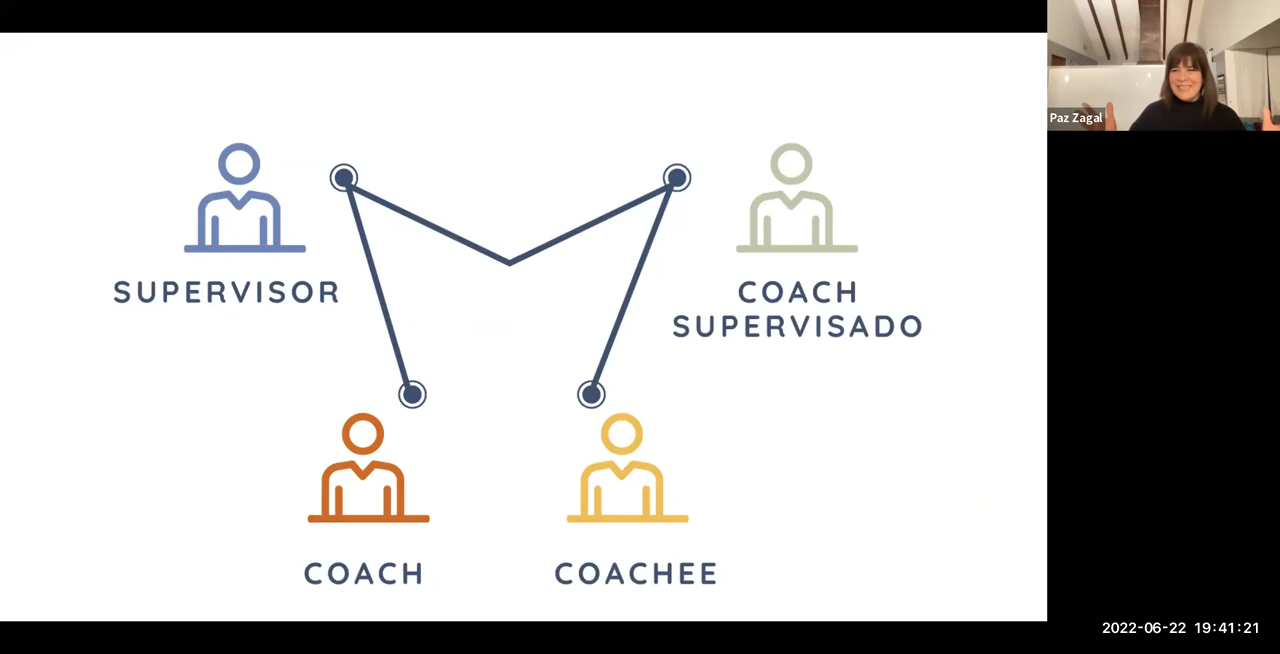 Paz Zagal
SUPERVISOR
COACH
SUPERVISADO
COACH
COACHEE
2022-06-22 19:41:21